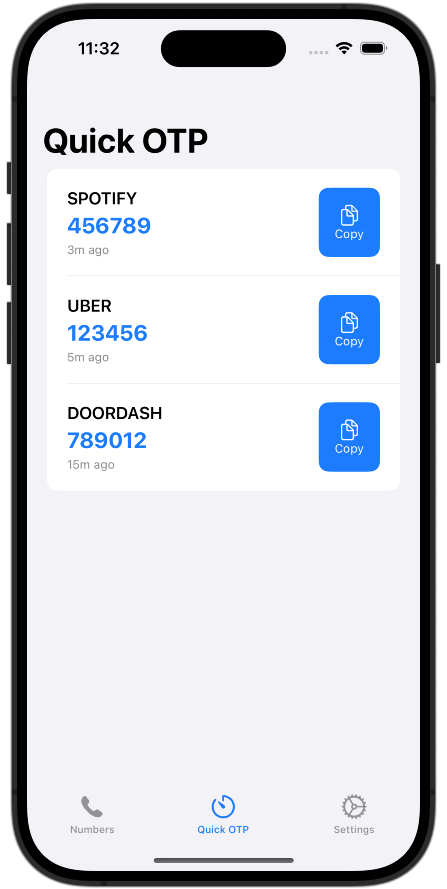 11:32
Quick OTP
SPOTIFY
456789
3m ago
Copy
UBER
123456
5m ago
Copy
DOORDASH
789012
15m ago
Copy
Numbers
Quick OTP
Settings